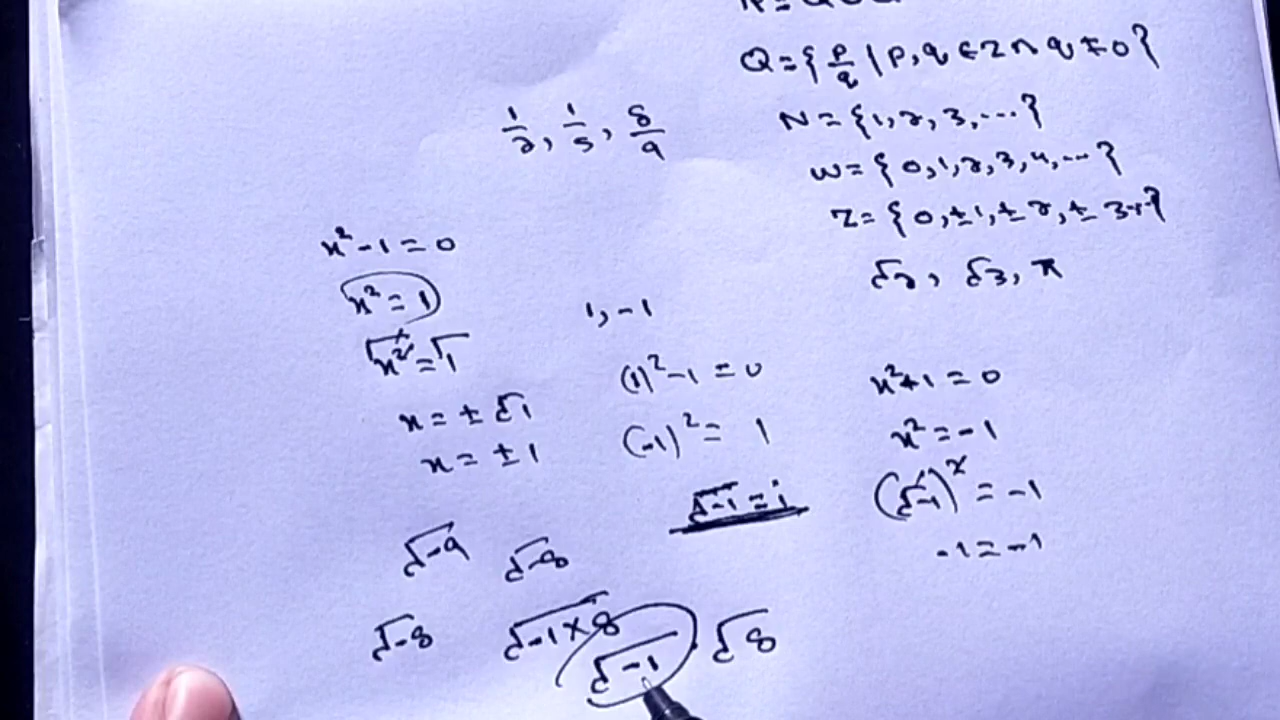 Q = { p/q | p, q ∈ Z ∩ q ≠ 0 }
1/2, 1/5, 8/9
N = { 1, 2, 3, ... }
W = { 0, 1, 2, 3, 4, ... }
Z = { 0, ±1, ±2, ±3, .. }
√2, √3, π
x² - 1 = 0
x² = 1
√x² = √1
x = ± √1
x = ± 1
1, -1
(1)² - 1 = 0
(-1)² = 1
√-1 = i
x² + 1 = 0
x² = -1
(√-1)² = -1
-1 = -1
√-9 √-8
√-8 √-1×8
√-1 . √8